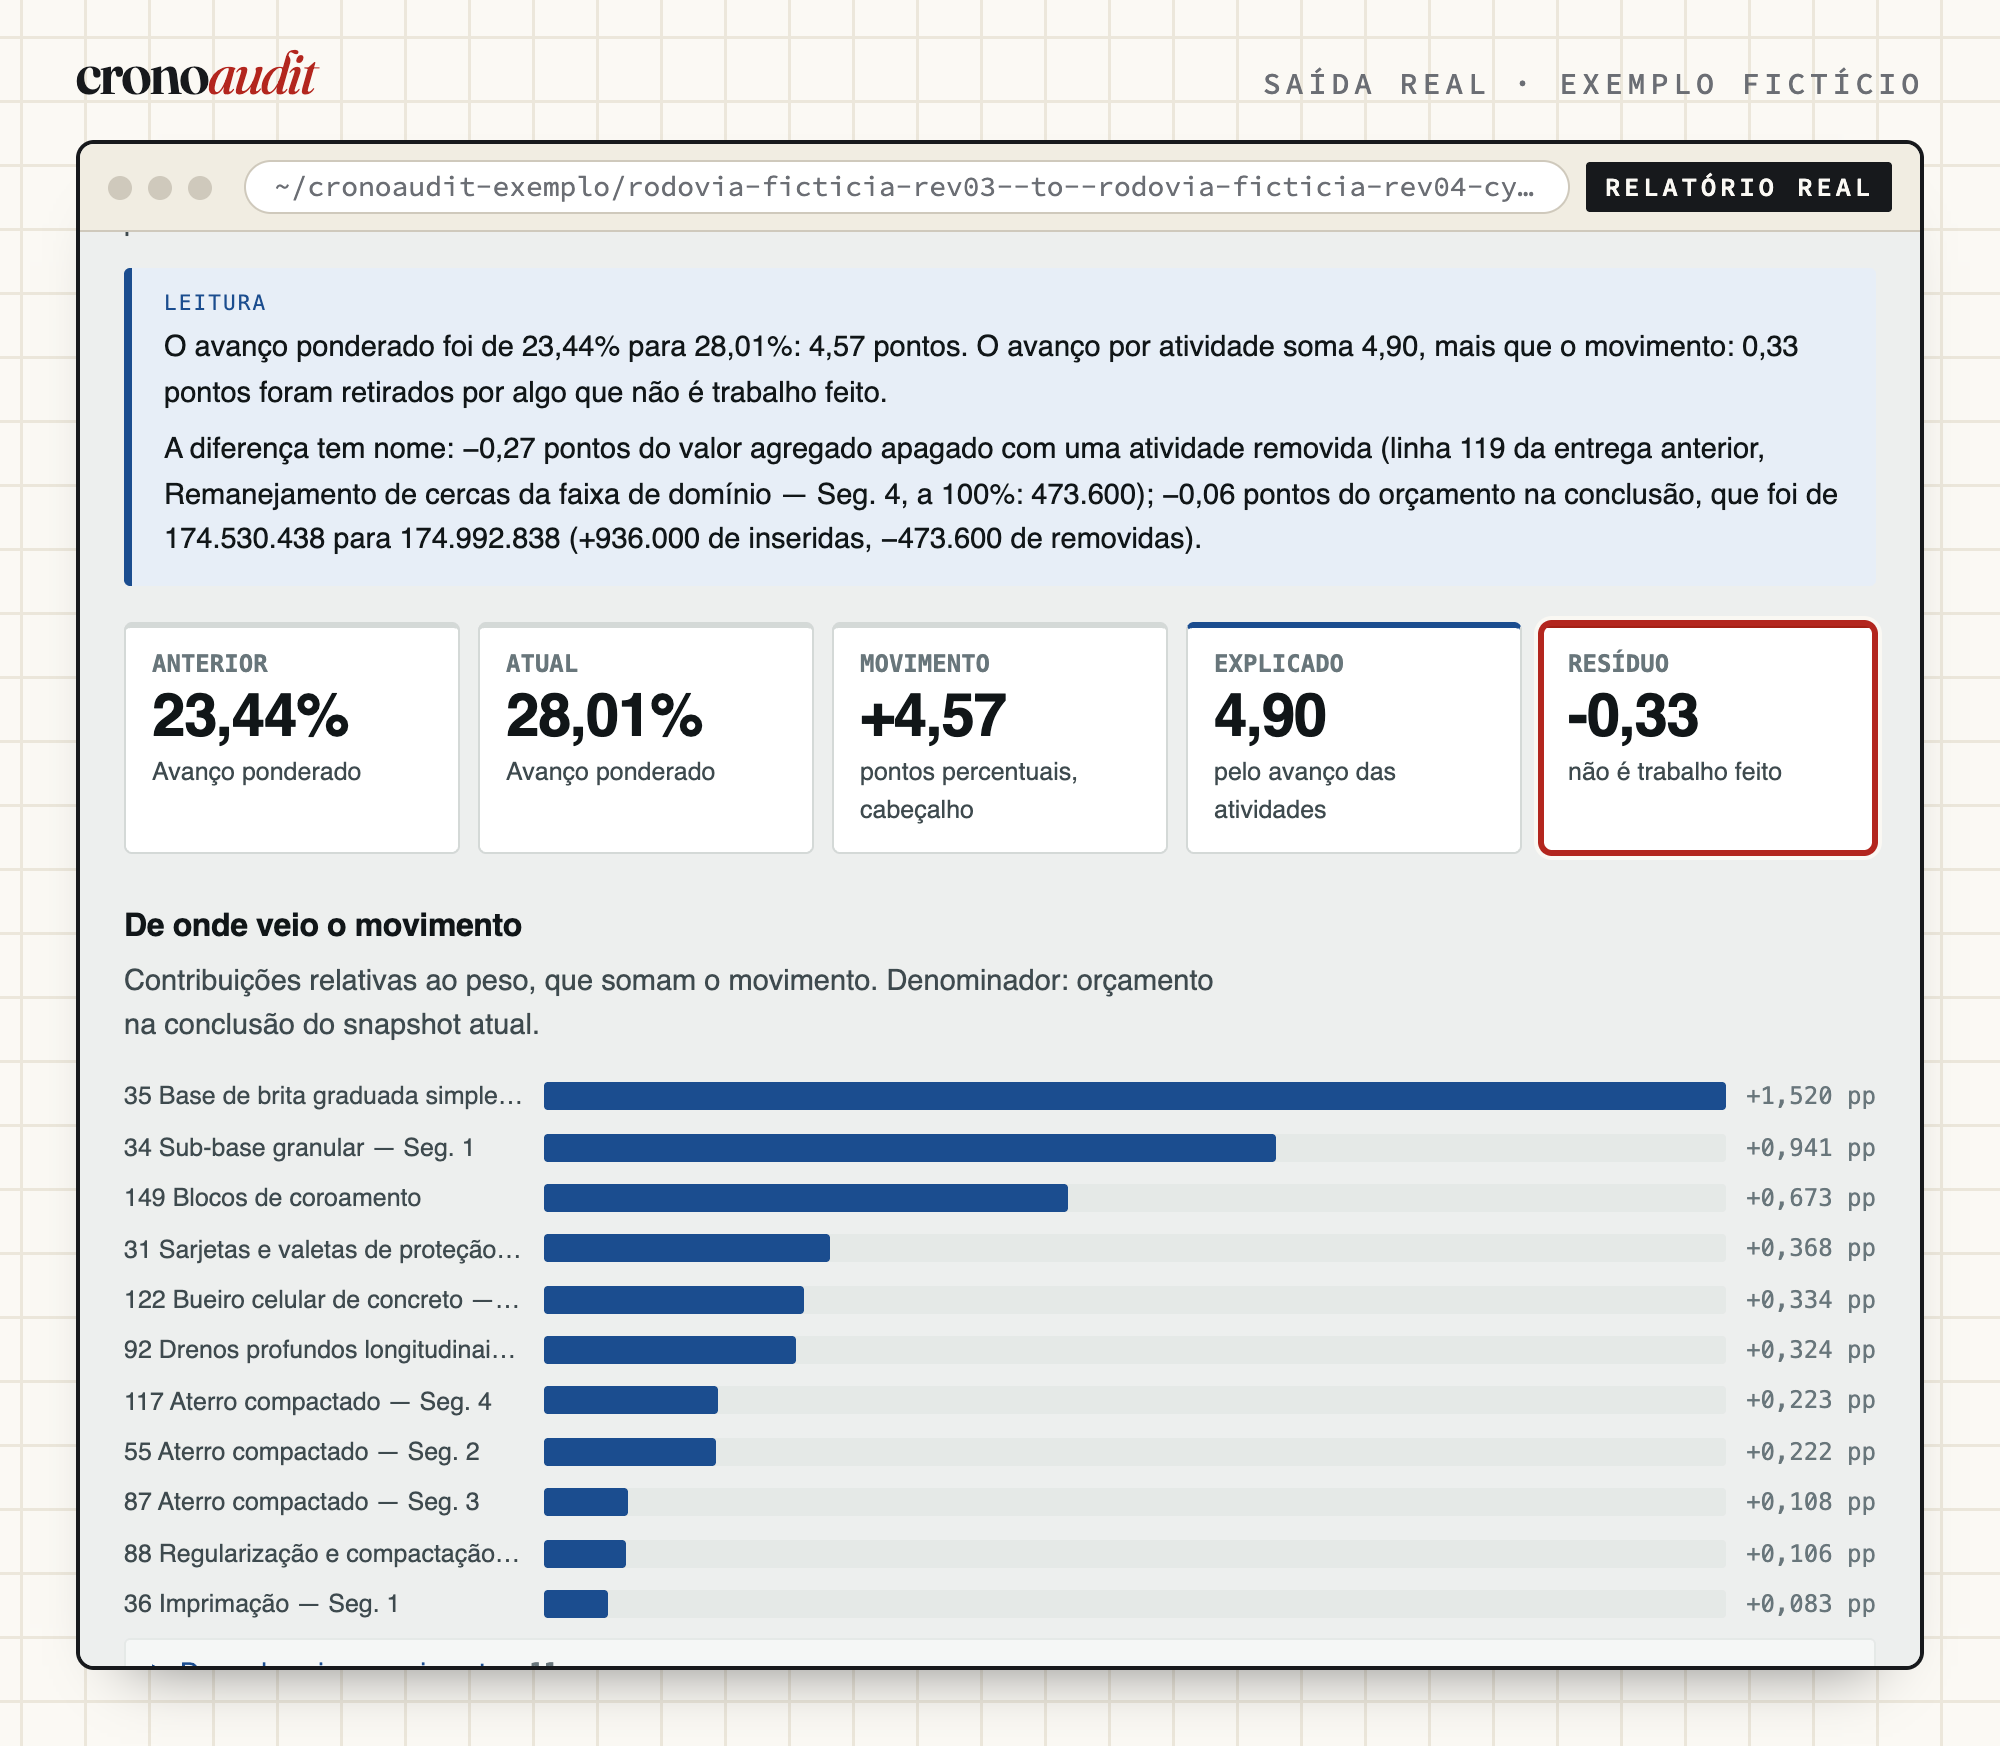 cronoaudit
SAÍDA REAL · EXEMPLO FICTÍCIO
~/cronoaudit-exemplo/rodovia-ficticia-rev03--to--rodovia-ficticia-rev04-cy…
RELATÓRIO REAL
LEITURA
O avanço ponderado foi de 23,44% para 28,01%: 4,57 pontos. O avanço por atividade soma 4,90, mais que o movimento: 0,33
pontos foram retirados por algo que não é trabalho feito.
A diferença tem nome: −0,27 pontos do valor agregado apagado com uma atividade removida (linha 119 da entrega anterior,
Remanejamento de cercas da faixa de domínio — Seg. 4, a 100%: 473.600); −0,06 pontos do orçamento na conclusão, que foi de
174.530.438 para 174.992.838 (+936.000 de inseridas, −473.600 de removidas).
ANTERIOR
23,44%
Avanço ponderado
ATUAL
28,01%
Avanço ponderado
MOVIMENTO
+4,57
pontos percentuais,
cabeçalho
EXPLICADO
4,90
pelo avanço das
atividades
RESÍDUO
-0,33
não é trabalho feito
De onde veio o movimento
Contribuições relativas ao peso, que somam o movimento. Denominador: orçamento
na conclusão do snapshot atual.
35 Base de brita graduada simple… +1,520 pp
34 Sub-base granular — Seg. 1 +0,941 pp
149 Blocos de coroamento +0,673 pp
31 Sarjetas e valetas de proteção… +0,368 pp
122 Bueiro celular de concreto —… +0,334 pp
92 Drenos profundos longitudinai… +0,324 pp
117 Aterro compactado — Seg. 4 +0,223 pp
55 Aterro compactado — Seg. 2 +0,222 pp
87 Aterro compactado — Seg. 3 +0,108 pp
88 Regularização e compactação… +0,106 pp
36 Imprimação — Seg. 1 +0,083 pp